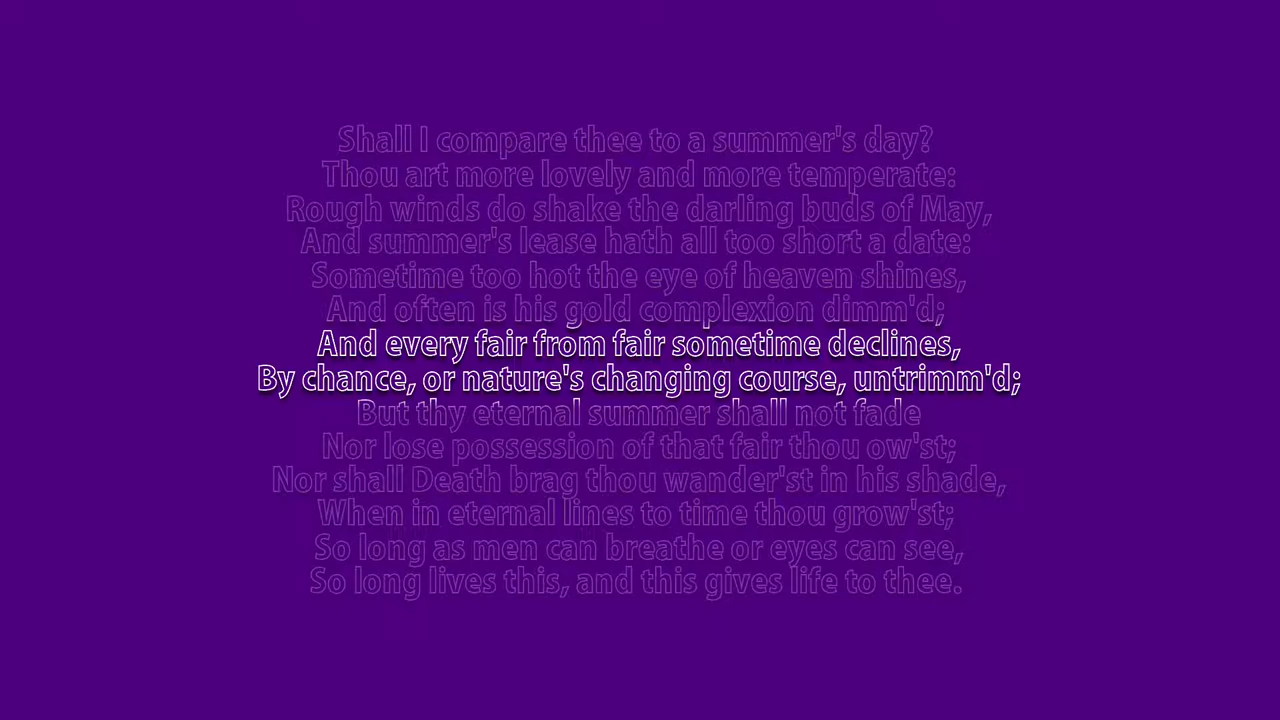 Shall I compare thee to a summer's day?
Thou art more lovely and more temperate:
Rough winds do shake the darling buds of May,
And summer's lease hath all too short a date:
Sometime too hot the eye of heaven shines,
And often is his gold complexion dimm'd;
And every fair from fair sometime declines,
By chance, or nature's changing course, untrimm'd;
But thy eternal summer shall not fade
Nor lose possession of that fair thou ow'st;
Nor shall Death brag thou wander'st in his shade,
When in eternal lines to time thou grow'st;
So long as men can breathe or eyes can see,
So long lives this, and this gives life to thee.